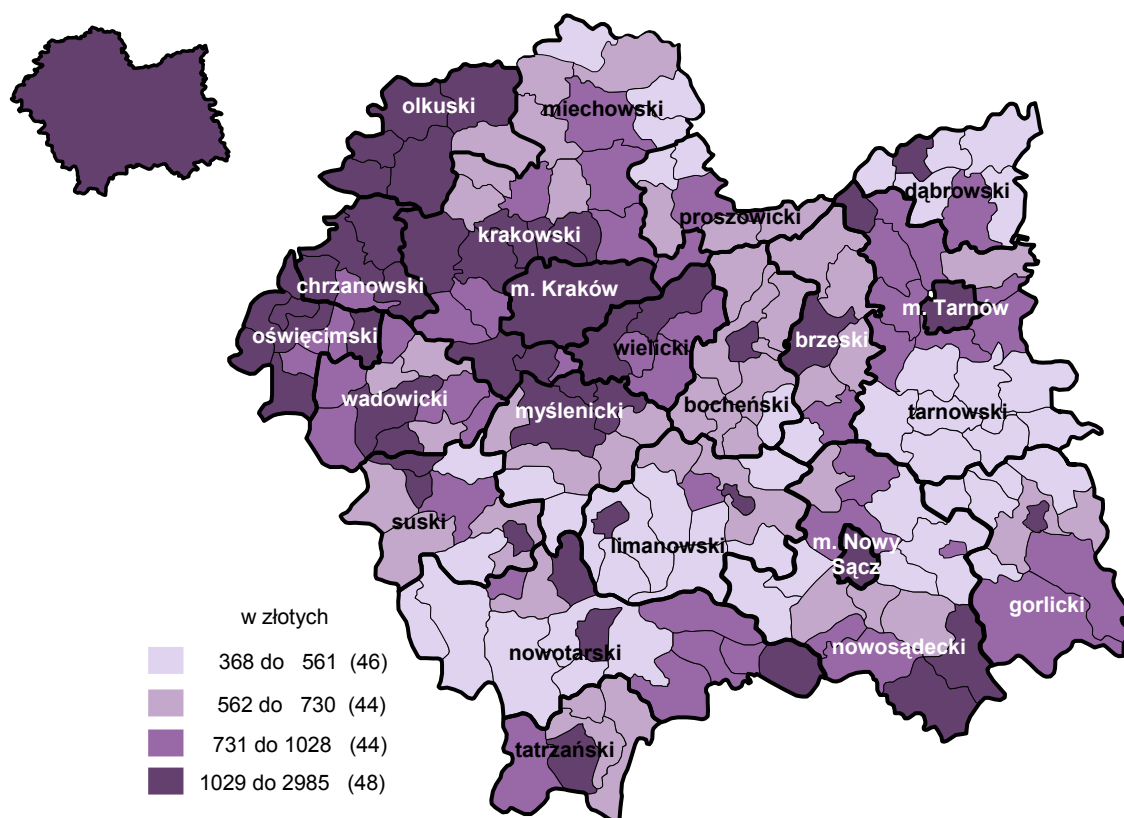 olkuski
miechowski
dąbrowski
proszowicki
krakowski
chrzanowski
m. Kraków
m. Tarnów
oświęcimski
wielicki
brzeski
wadowicki
myślenicki
bocheński
tarnowski
suski
limanowski
m. Nowy
Sącz
gorlicki
nowotarski
nowosądecki
tatrzański
w złotych
368 do 561 (46)
562 do 730 (44)
731 do 1028 (44)
1029 do 2985 (48)